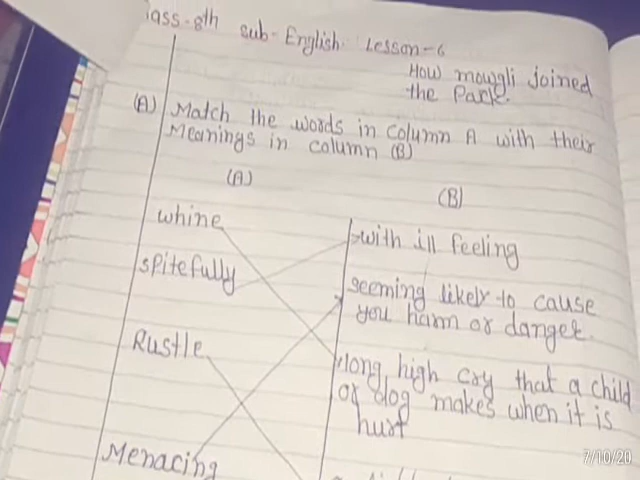 lass-8th Sub-English Lesson-6
How mowgli joined
the Park.
(A) Match the words in column A with their
Meanings in column (B)
(A) (B)
whine
with ill feeling
spitefully
seeming likely to cause
you harm or danger.
Rustle
long high cry that a child
or dog makes when it is
hurt
Menacing
7/10/20